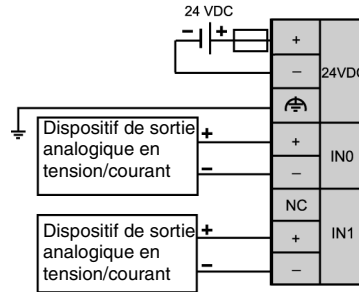 24 VDC
− + +
− 24VDC
Dispositif de sortie
analogique en
tension/courant
+ +
− − IN0
NC
Dispositif de sortie
analogique en
tension/courant
+ + IN1
− −